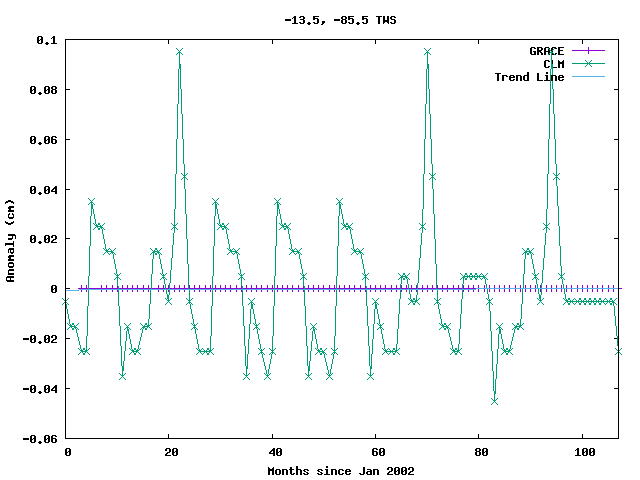 -13.5, -85.5 TWS
GRACE
CLM
Trend Line
0.1
0.08
0.06
0.04
0.02
0
-0.02
-0.04
-0.06
Anomaly (cm)
0 20 40 60 80 100
Months since Jan 2002